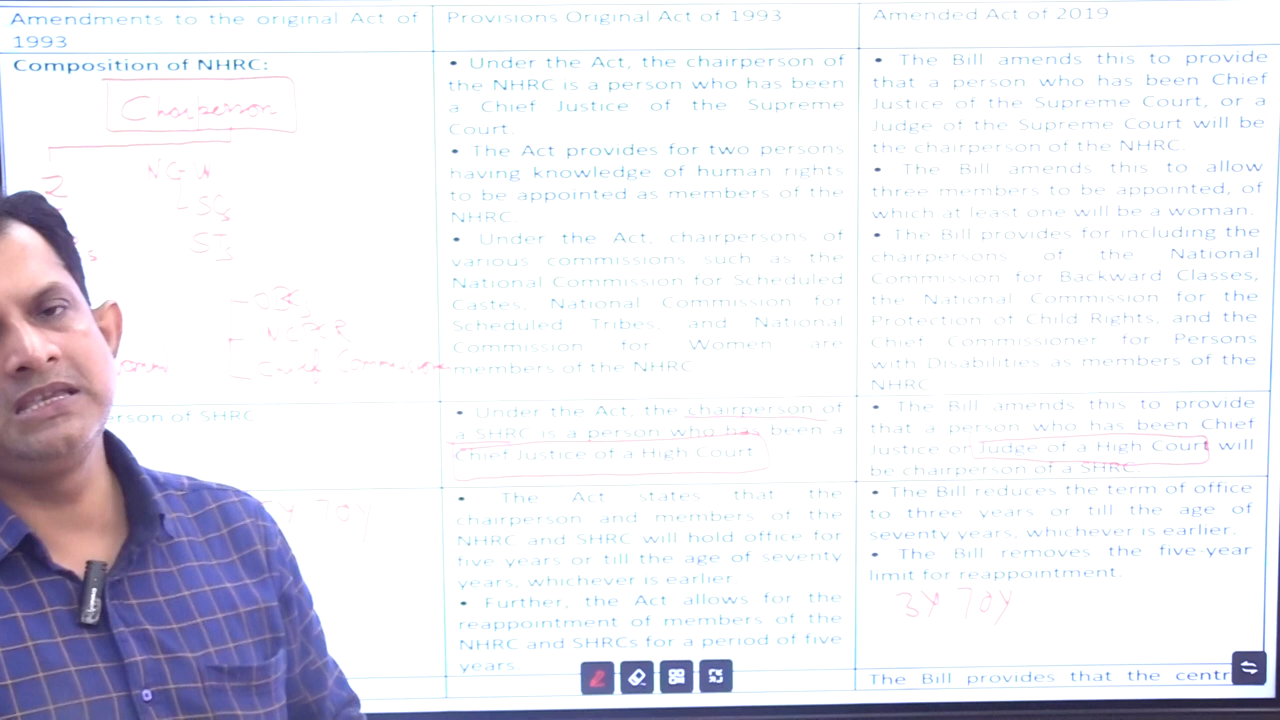 Amendments to the original Act of
1993
Provisions Original Act of 1993
Amended Act of 2019
Composition of NHRC:
Chairperson
2
NCW
- SCs
STs
- NCPCR
• Under the Act, the chairperson of
the NHRC is a person who has been
a Chief Justice of the Supreme
Court.
• The Act provides for two persons
having knowledge of human rights
to be appointed as members of the
NHRC
• Under the Act, chairpersons of
various commissions such as the
National Commission for Scheduled
Castes, National Commission for
Scheduled Tribes, and National
Commission for Women are
members of the NHRC
• The Bill amends this to provide
that a person who has been Chief
Justice of the Supreme Court, or a
Judge of the Supreme Court will be
the chairperson of the NHRC.
• The Bill amends this to allow
three members to be appointed, of
which at least one will be a woman.
• The Bill provides for including the
chairpersons of the National
Commission for Backward Classes,
the National Commission for the
Protection of Child Rights, and the
Chief Commissioner for Persons
with Disabilities as members of the
NHRC
erson of SHRC
• Under the Act, the chairperson of
a SHRC is a person who has been a
Chief Justice of a High Court
• The Bill amends this to provide
that a person who has been Chief
Justice or Judge of a High Court will
be chairperson of a SHRC.
Y 70Y
• The Act states that the
chairperson and members of the
NHRC and SHRC will hold office for
five years or till the age of seventy
years, whichever is earlier
• Further, the Act allows for the
reappointment of members of the
NHRC and SHRCs for a period of five
years
• The Bill reduces the term of office
to three years or till the age of
seventy years, whichever is earlier.
• The Bill removes the five-year
limit for reappointment.
3Y 70Y
The Bill provides that the centr